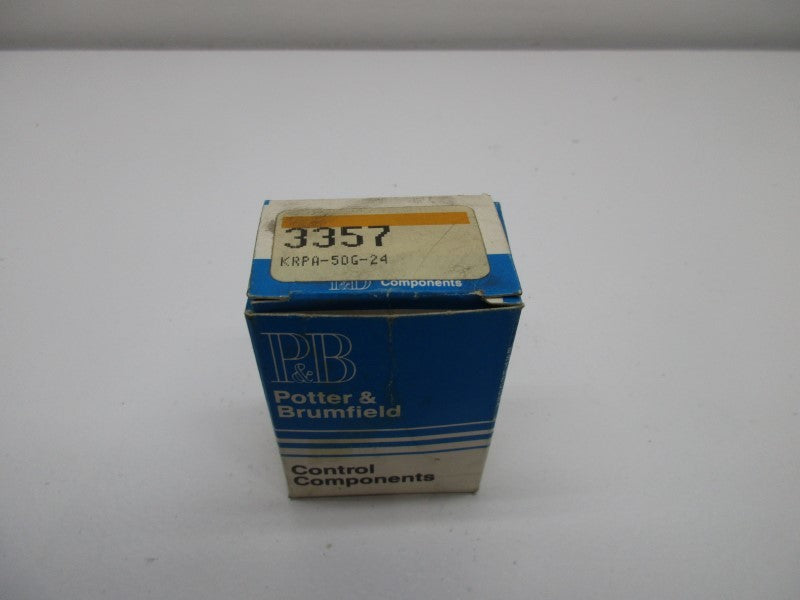 3357
KRPA-5DG-24
P&B
Components
P&B
Potter &
Brumfield
Control
Components